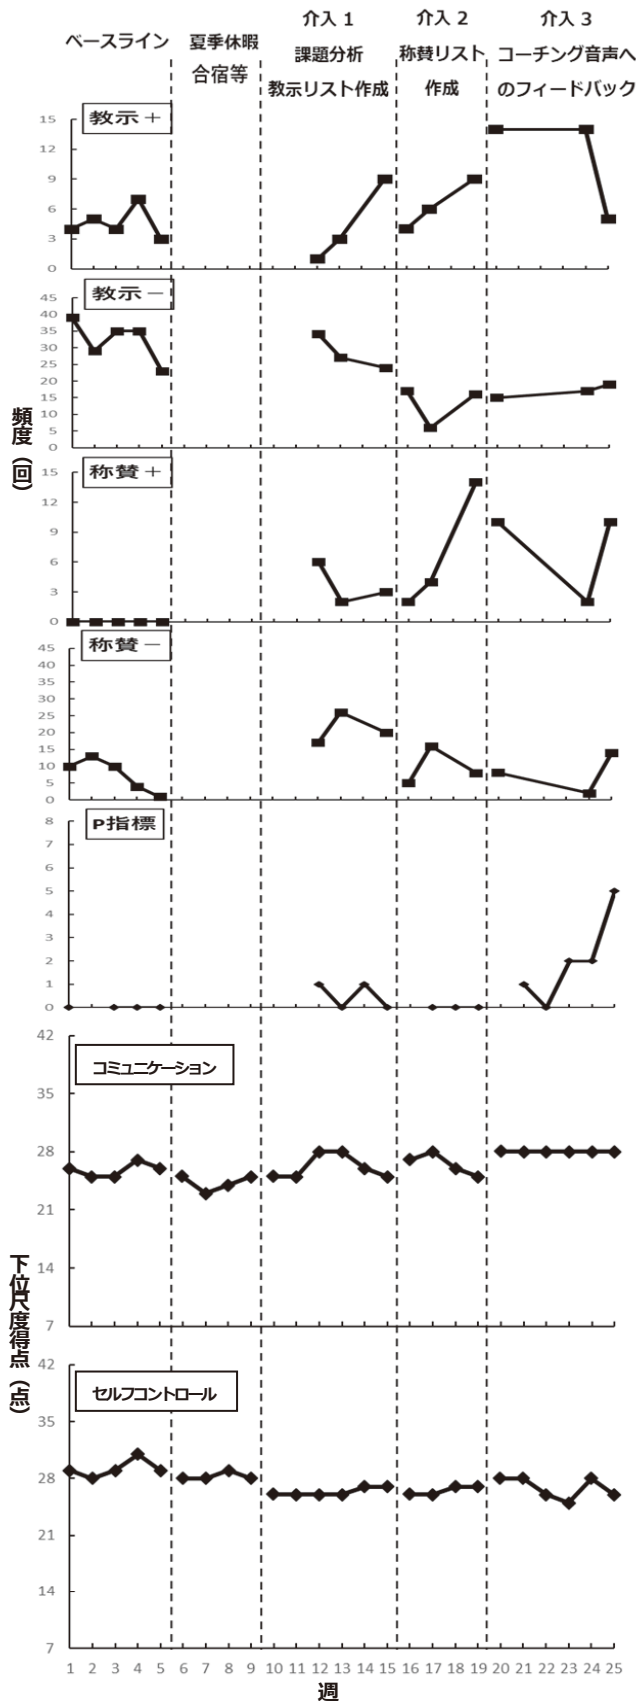 ベースライン
夏季休暇
合宿等
介入 1
課題分析
教示リスト作成
介入 2
称賛リスト
作成
介入 3
コーチング音声へ
のフィードバック
頻度（回）
教示＋
15
12
9
6
3
0
教示－
45
40
35
30
25
20
15
10
5
0
称賛＋
15
12
9
6
3
0
称賛－
45
40
35
30
25
20
15
10
5
0
P指標
8
7
6
5
4
3
2
1
0
下位尺度得点（点）
コミュニケーション
42
35
28
21
14
7
セルフコントロール
42
35
28
21
14
7
1 2 3 4 5 6 7 8 9 10 11 12 13 14 15 16 17 18 19 20 21 22 23 24 25
週